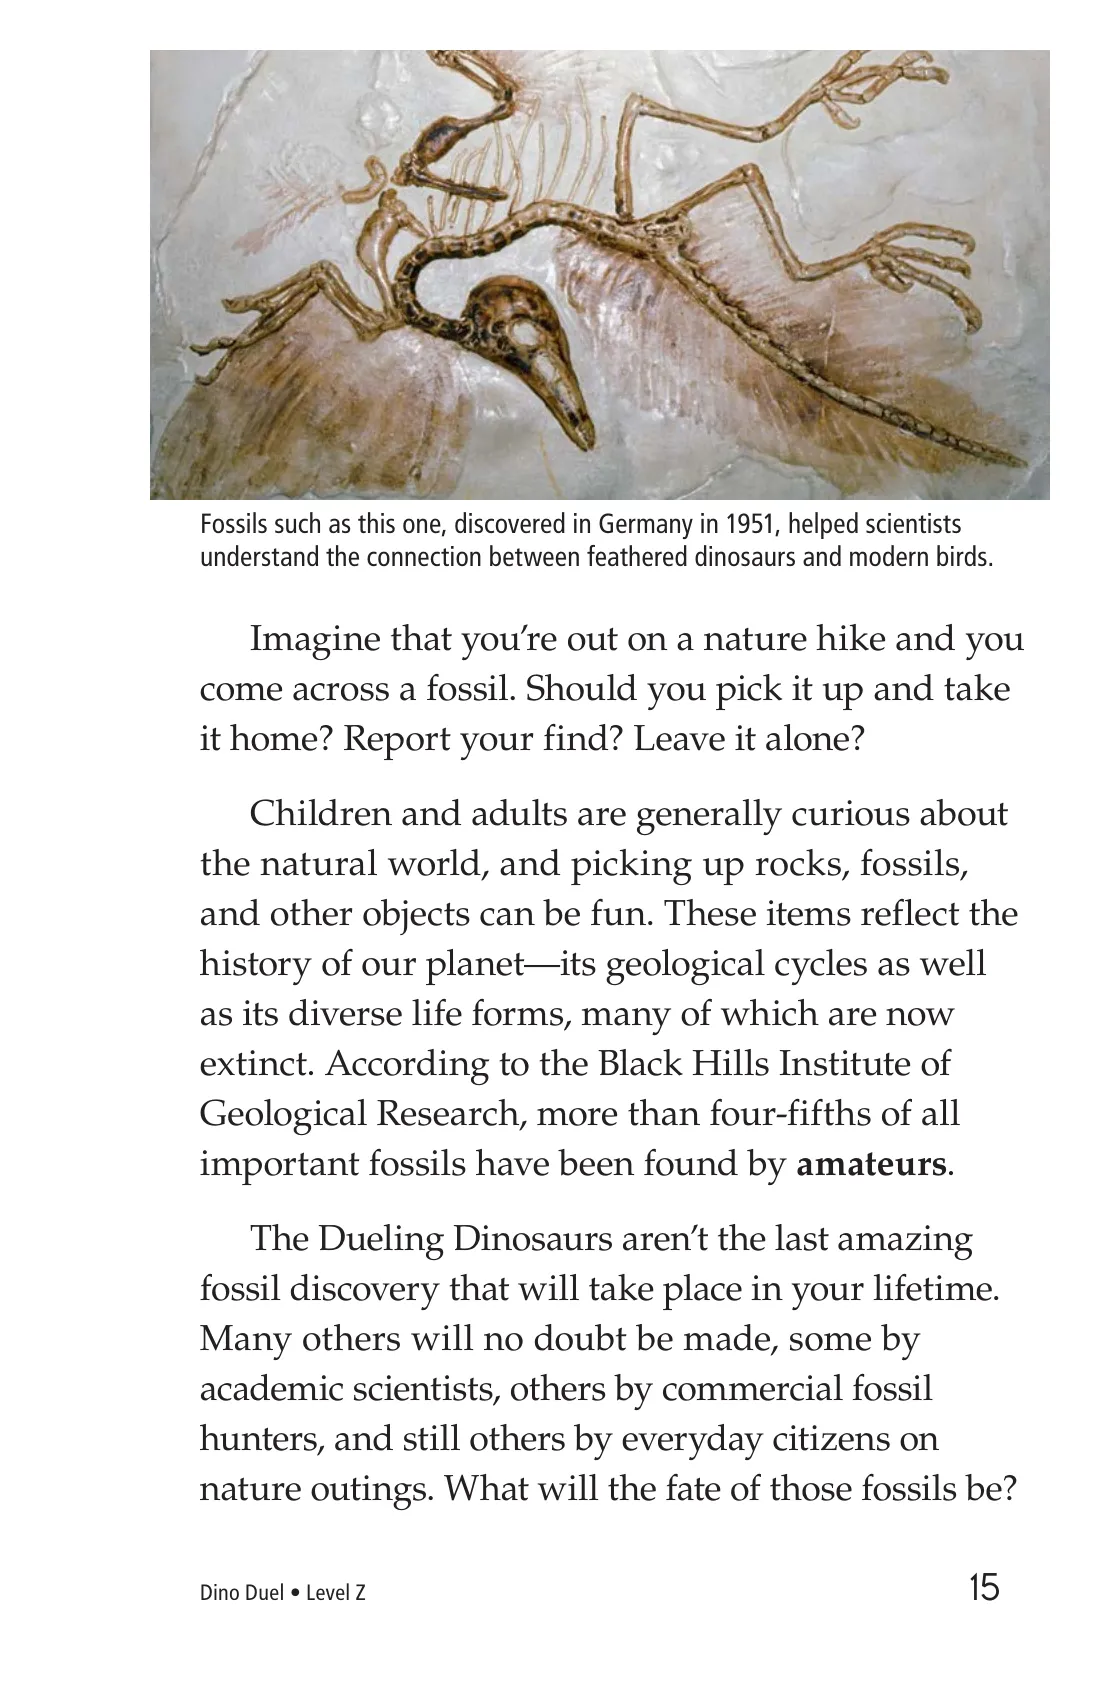 Fossils such as this one, discovered in Germany in 1951, helped scientists
understand the connection between feathered dinosaurs and modern birds.
Imagine that you’re out on a nature hike and you
come across a fossil. Should you pick it up and take
it home? Report your find? Leave it alone?
Children and adults are generally curious about
the natural world, and picking up rocks, fossils,
and other objects can be fun. These items reflect the
history of our planet—its geological cycles as well
as its diverse life forms, many of which are now
extinct. According to the Black Hills Institute of
Geological Research, more than four-fifths of all
important fossils have been found by amateurs.
The Dueling Dinosaurs aren’t the last amazing
fossil discovery that will take place in your lifetime.
Many others will no doubt be made, some by
academic scientists, others by commercial fossil
hunters, and still others by everyday citizens on
nature outings. What will the fate of those fossils be?
Dino Duel • Level Z
15